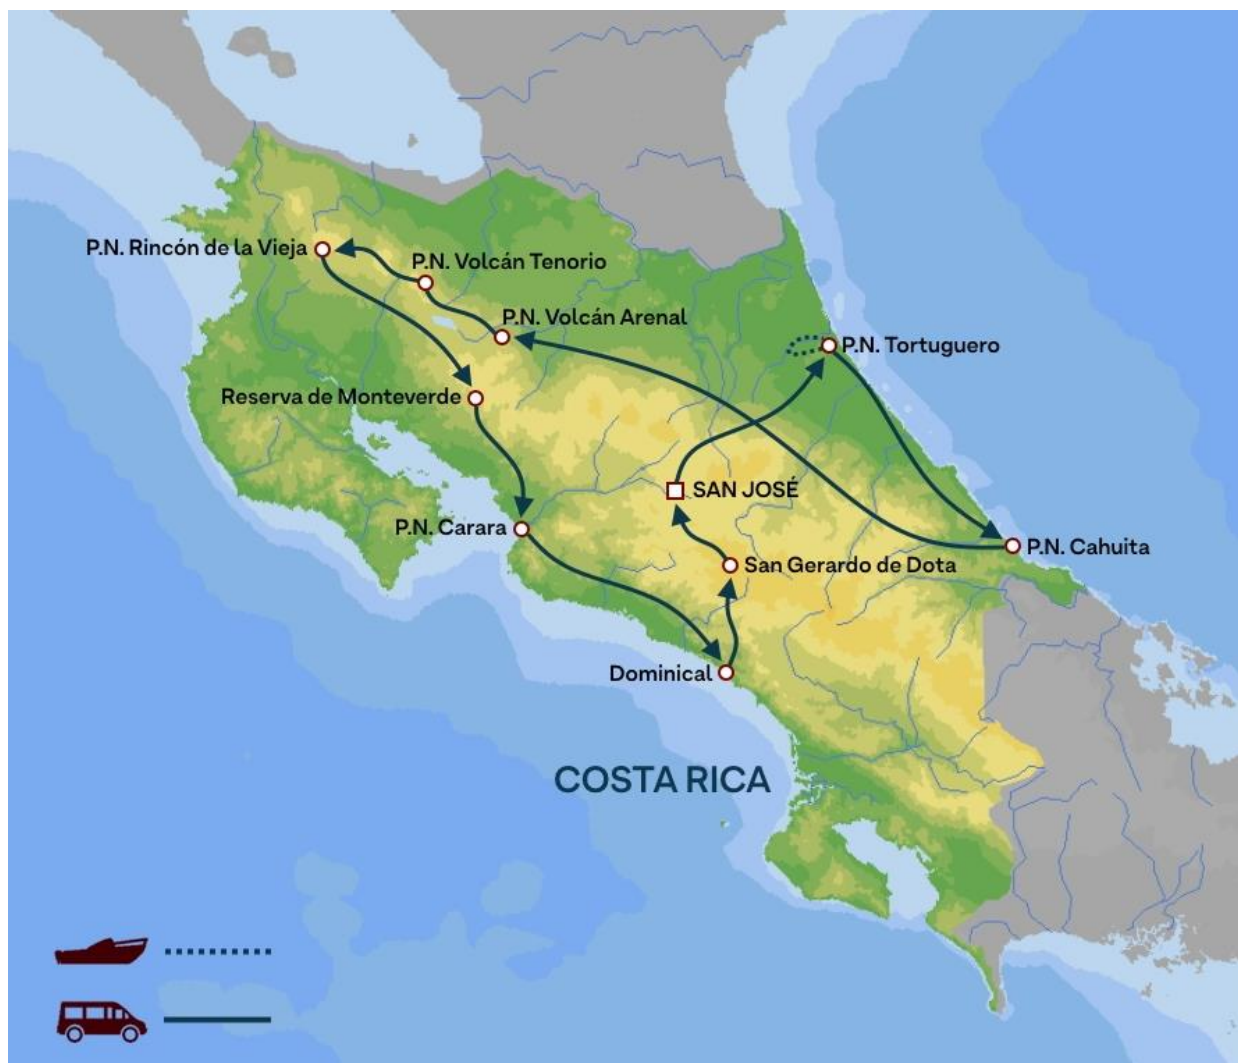 P.N. Rincón de la Vieja
P.N. Volcán Tenorio
P.N. Volcán Arenal
P.N. Tortuguero
Reserva de Monteverde
SAN JOSÉ
P.N. Carara
P.N. Cahuita
San Gerardo de Dota
Dominical
COSTA RICA